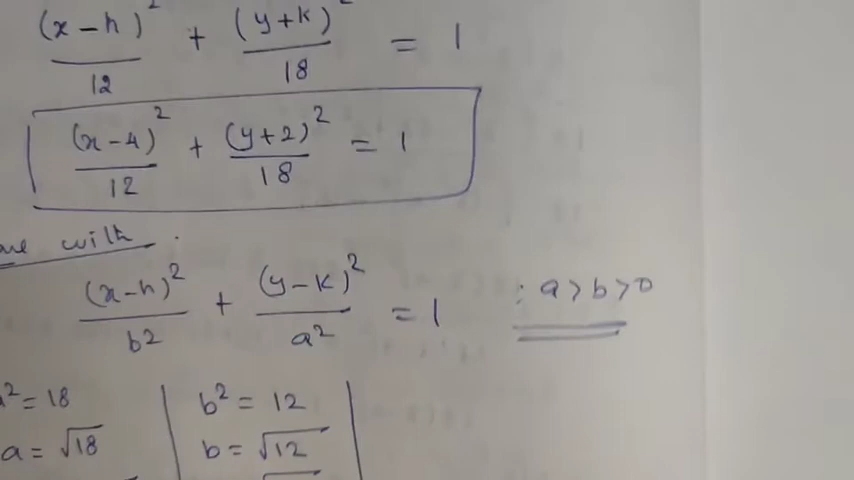 (x-h)²/12 + (y+k)²/18 = 1
(x-4)²/12 + (y+2)²/18 = 1
with .
(x-h)²/b² + (y-k)²/a² = 1 : a>b>0
²= 18 | b² = 12 |
a = √18 | b = √12 |